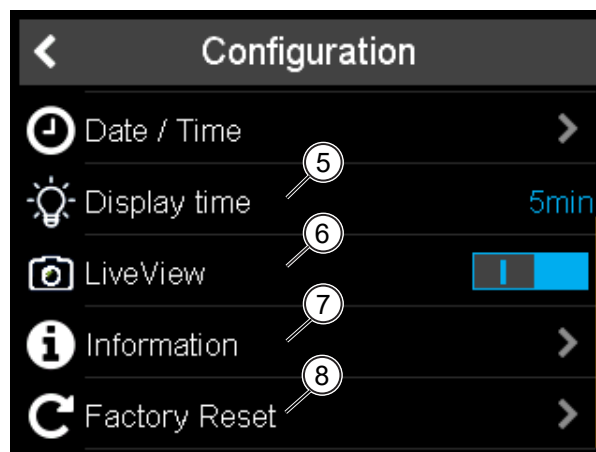 Configuration
Date / Time
5
Display time 5min
6
LiveView
7
Information
8
Factory Reset